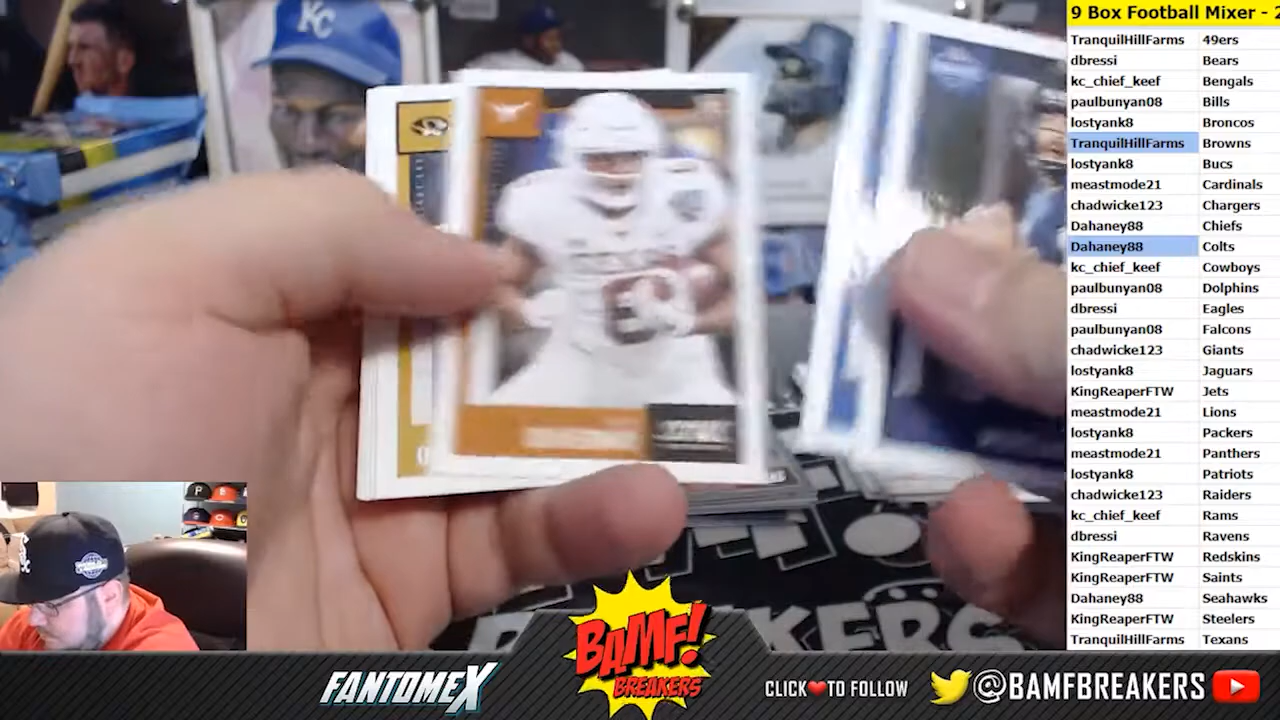 9 Box Football Mixer - 2
TranquilHillFarms 49ers
dbressi Bears
kc_chief_keef Bengals
paulbunyan08 Bills
lostyank8 Broncos
TranquilHillFarms Browns
lostyank8 Bucs
meastmode21 Cardinals
chadwicke123 Chargers
Dahaney88 Chiefs
Dahaney88 Colts
kc_chief_keef Cowboys
paulbunyan08 Dolphins
dbressi Eagles
paulbunyan08 Falcons
chadwicke123 Giants
lostyank8 Jaguars
KingReaperFTW Jets
meastmode21 Lions
lostyank8 Packers
meastmode21 Panthers
lostyank8 Patriots
chadwicke123 Raiders
kc_chief_keef Rams
dbressi Ravens
KingReaperFTW Redskins
KingReaperFTW Saints
Dahaney88 Seahawks
KingReaperFTW Steelers
TranquilHillFarms Texans
KC
BAMF!
BREAKERS
FANTOMEX
CLICK❤TO FOLLOW
@BAMFBREAKERS